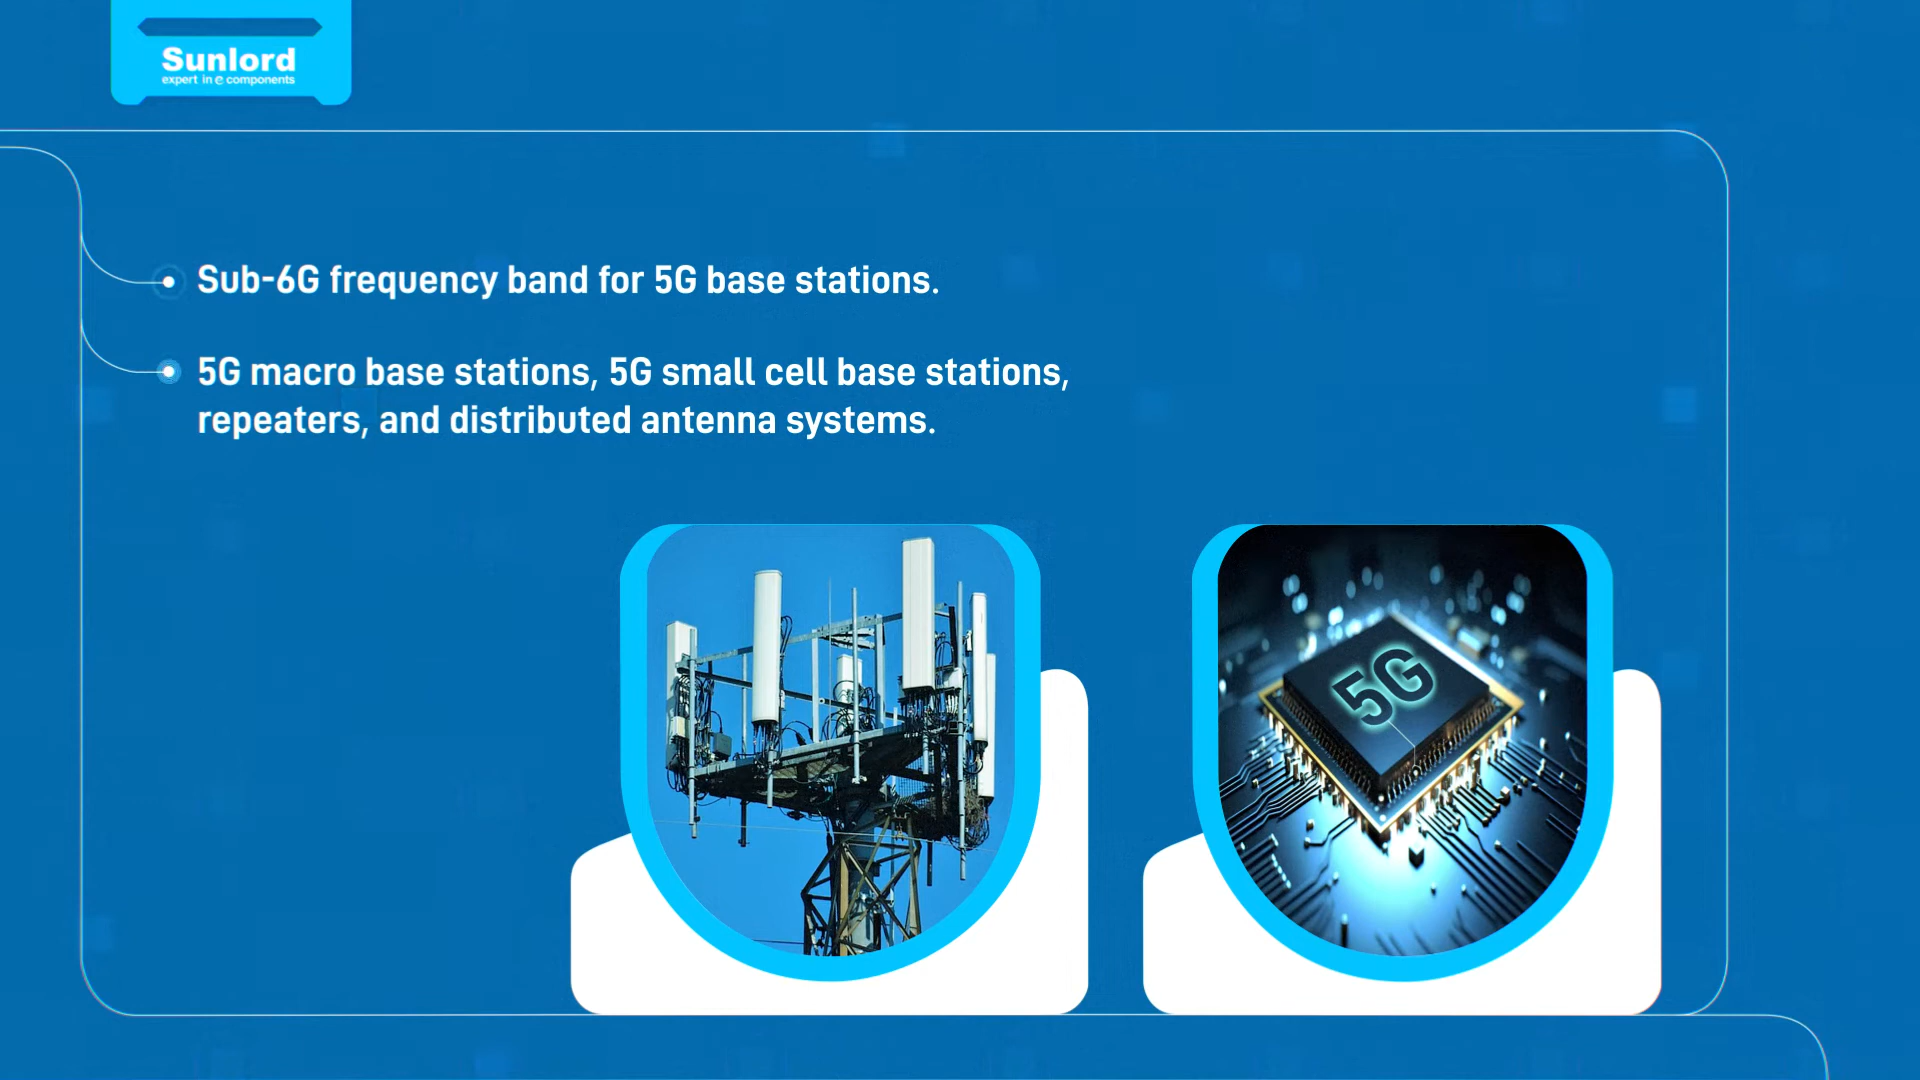 Sunlord
expert in e components
Sub-6G frequency band for 5G base stations.
5G macro base stations, 5G small cell base stations,
repeaters, and distributed antenna systems.
5G